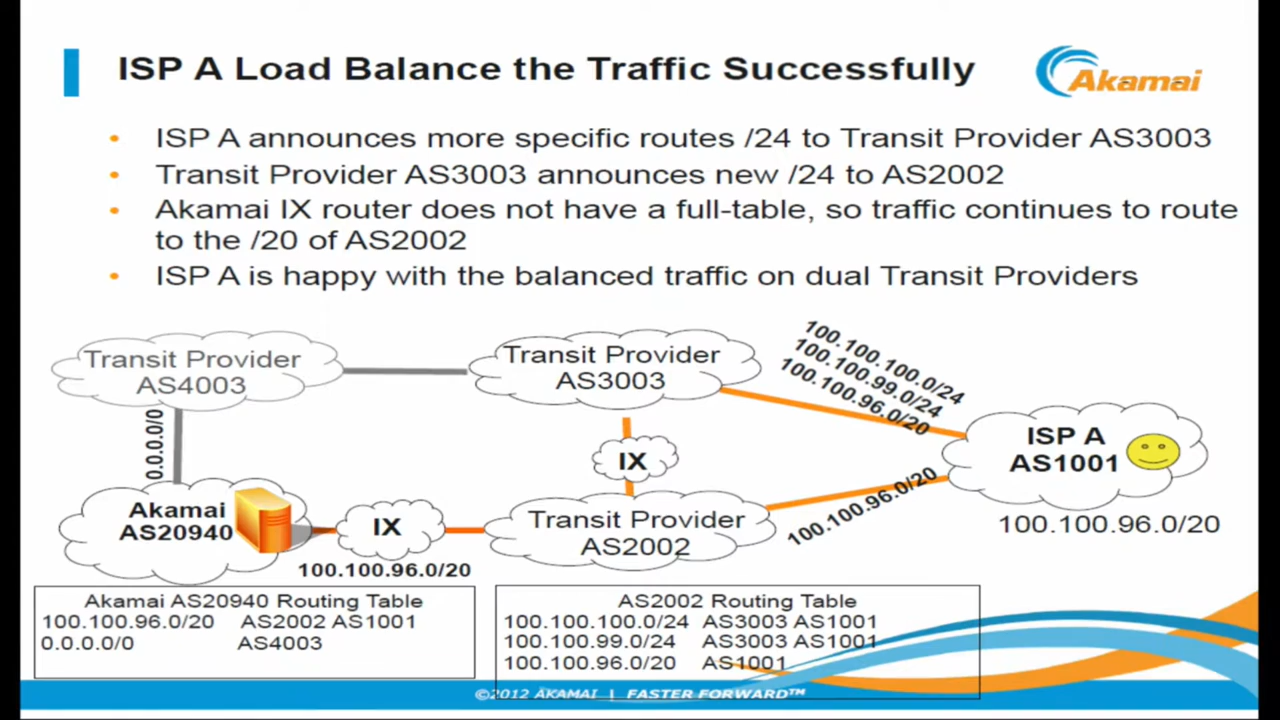 ISP A Load Balance the Traffic Successfully
Akamai
• ISP A announces more specific routes /24 to Transit Provider AS3003
• Transit Provider AS3003 announces new /24 to AS2002
• Akamai IX router does not have a full-table, so traffic continues to route
to the /20 of AS2002
• ISP A is happy with the balanced traffic on dual Transit Providers
Transit Provider
AS4003
Transit Provider
AS3003
100.100.100.0/24
100.100.99.0/24
100.100.96.0/20
0.0.0.0/0
IX
ISP A
AS1001
100.100.96.0/20
Akamai
AS20940
IX
100.100.96.0/20
Transit Provider
AS2002
100.100.96.0/20
Akamai AS20940 Routing Table
100.100.96.0/20 AS2002 AS1001
0.0.0.0/0 AS4003
AS2002 Routing Table
100.100.100.0/24 AS3003 AS1001
100.100.99.0/24 AS3003 AS1001
100.100.96.0/20 AS1001
©2012 AKAMAI | FASTER FORWARD™